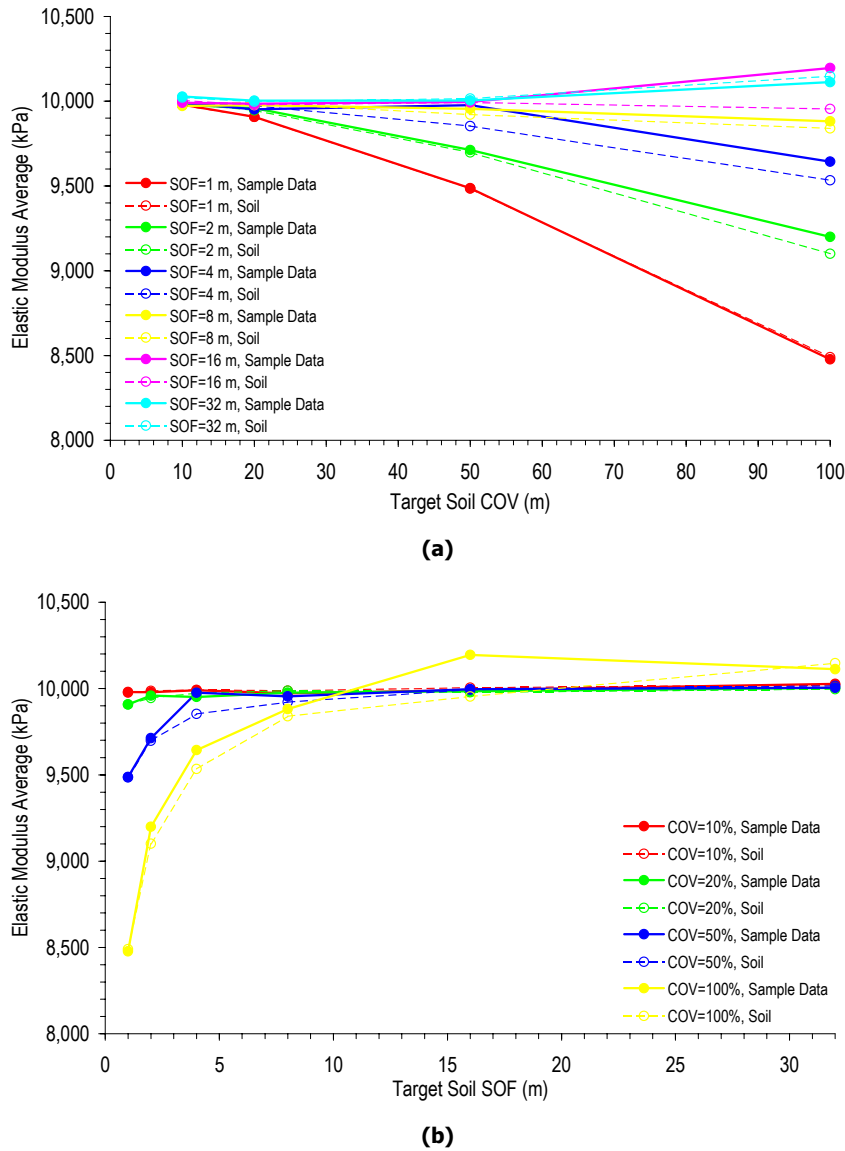 10,500
10,000
9,500
9,000
8,500
8,000
Elastic Modulus Average (kPa)
SOF=1 m, Sample Data
SOF=1 m, Soil
SOF=2 m, Sample Data
SOF=2 m, Soil
SOF=4 m, Sample Data
SOF=4 m, Soil
SOF=8 m, Sample Data
SOF=8 m, Soil
SOF=16 m, Sample Data
SOF=16 m, Soil
SOF=32 m, Sample Data
SOF=32 m, Soil
0 10 20 30 40 50 60 70 80 90 100
Target Soil COV (m)
(a)
10,500
10,000
9,500
9,000
8,500
8,000
Elastic Modulus Average (kPa)
COV=10%, Sample Data
COV=10%, Soil
COV=20%, Sample Data
COV=20%, Soil
COV=50%, Sample Data
COV=50%, Soil
COV=100%, Sample Data
COV=100%, Soil
0 5 10 15 20 25 30
Target Soil SOF (m)
(b)